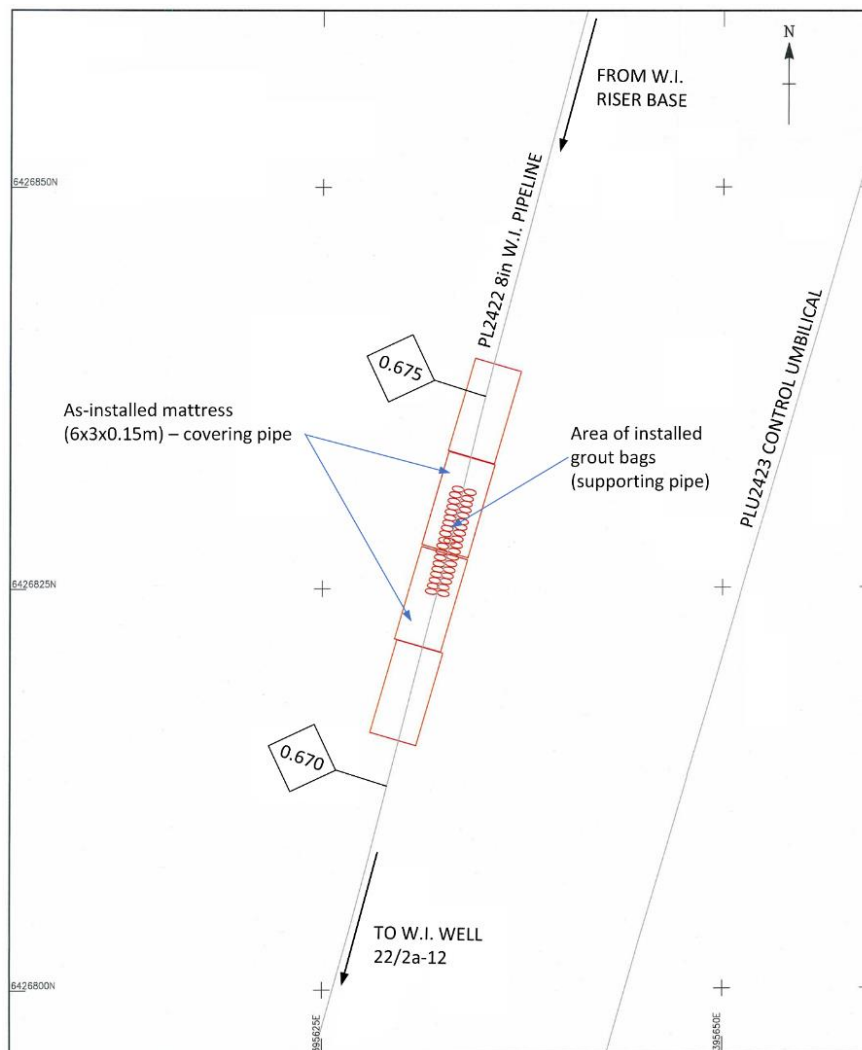 N
FROM W.I.
RISER BASE
6426850N
PL2422 8in W.I. PIPELINE
0.675
As-installed mattress
(6x3x0.15m) – covering pipe
Area of installed
grout bags
(supporting pipe)
PLU2423 CONTROL UMBILICAL
6426825N
0.670
TO W.I. WELL
22/2a-12
6426800N
395625E
395650E